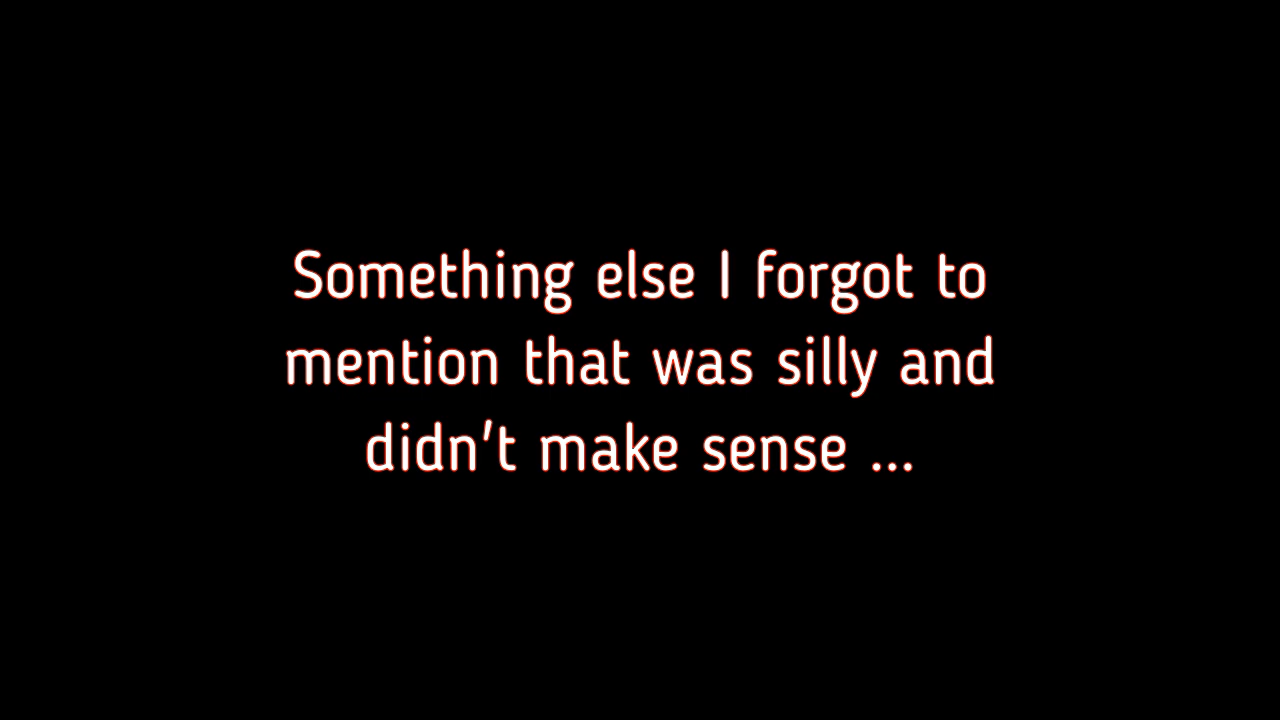 Something else I forgot to
mention that was silly and
didn't make sense ...